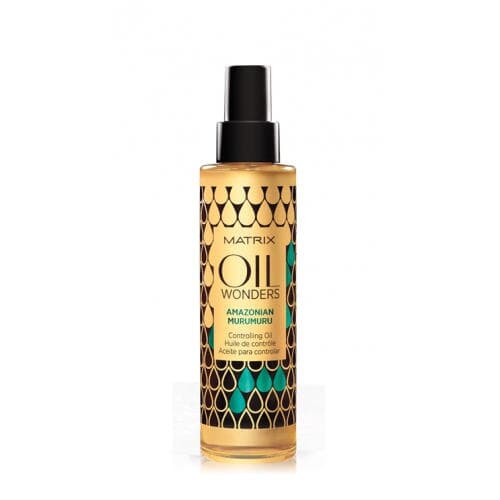 MATRIX
OIL
WONDERS
AMAZONIAN
MURUMURU
Controlling Oil
Huile de contrôle
Aceite para controlar